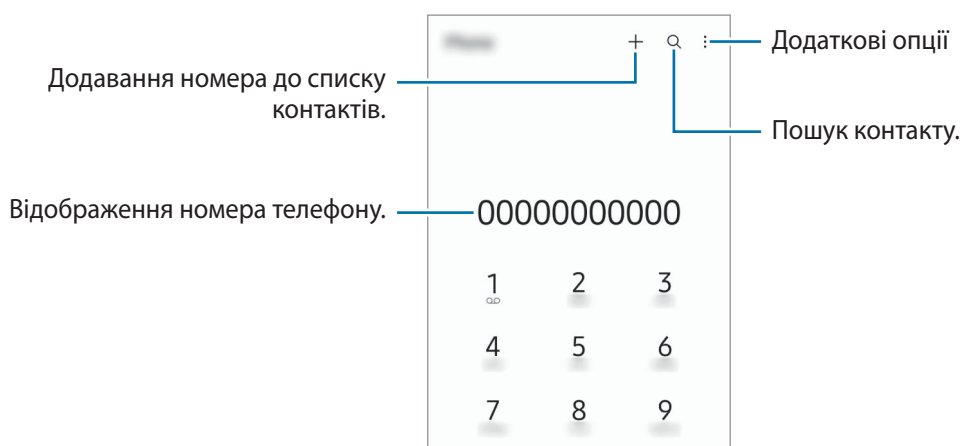 Додаткові опції
Додавання номера до списку
контактів.
Пошук контакту.
Відображення номера телефону.
00000000000
1 2 3
4 5 6
7 8 9